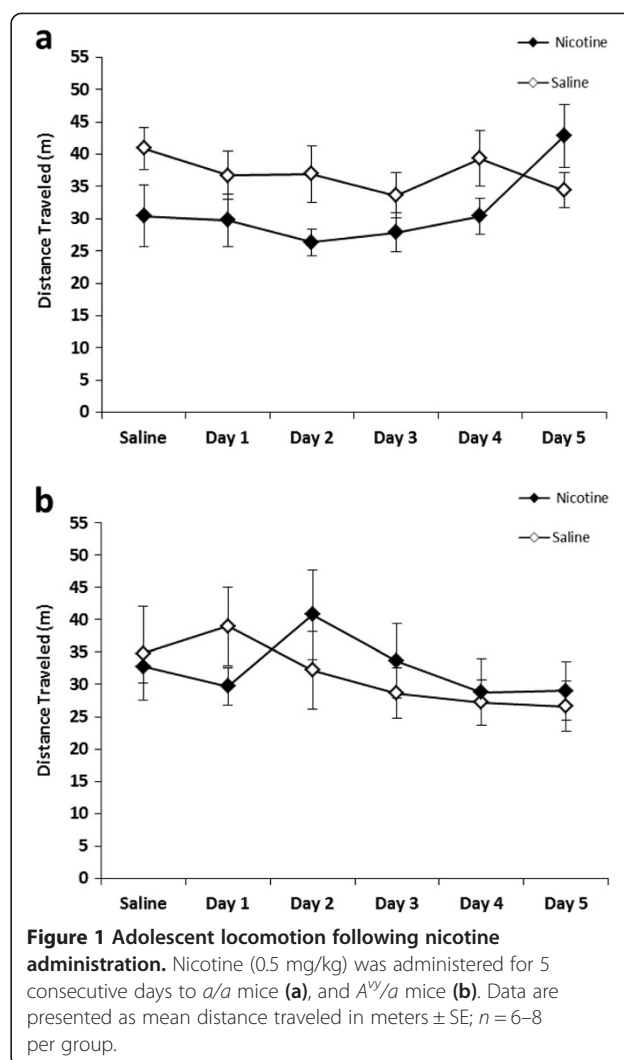 a
Nicotine
Saline
55
50
45
40
35
30
25
20
15
10
5
0
Distance Traveled (m)
Saline Day 1 Day 2 Day 3 Day 4 Day 5
b
Nicotine
Saline
55
50
45
40
35
30
25
20
15
10
5
0
Distance Traveled (m)
Saline Day 1 Day 2 Day 3 Day 4 Day 5
Figure 1 Adolescent locomotion following nicotine
administration. Nicotine (0.5 mg/kg) was administered for 5
consecutive days to a/a mice (a), and Aᵛʸ/a mice (b). Data are
presented as mean distance traveled in meters ± SE; n = 6–8
per group.